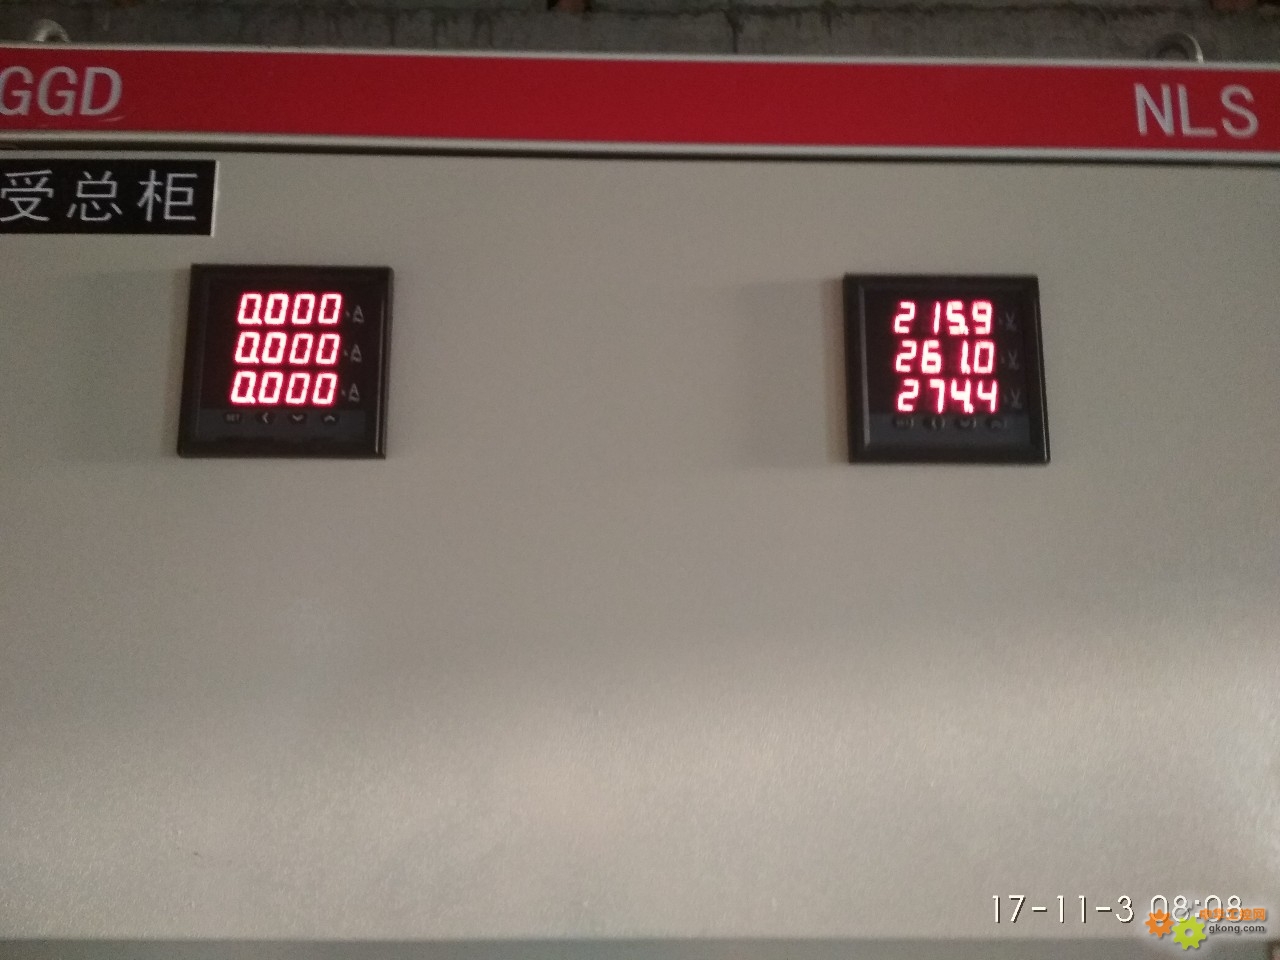 GGD
NLS
受总柜
0.000 A
0.000 A
0.000 A
215.9 V
261.0 V
274.4 V
17-11-3 08:08
gkong.com